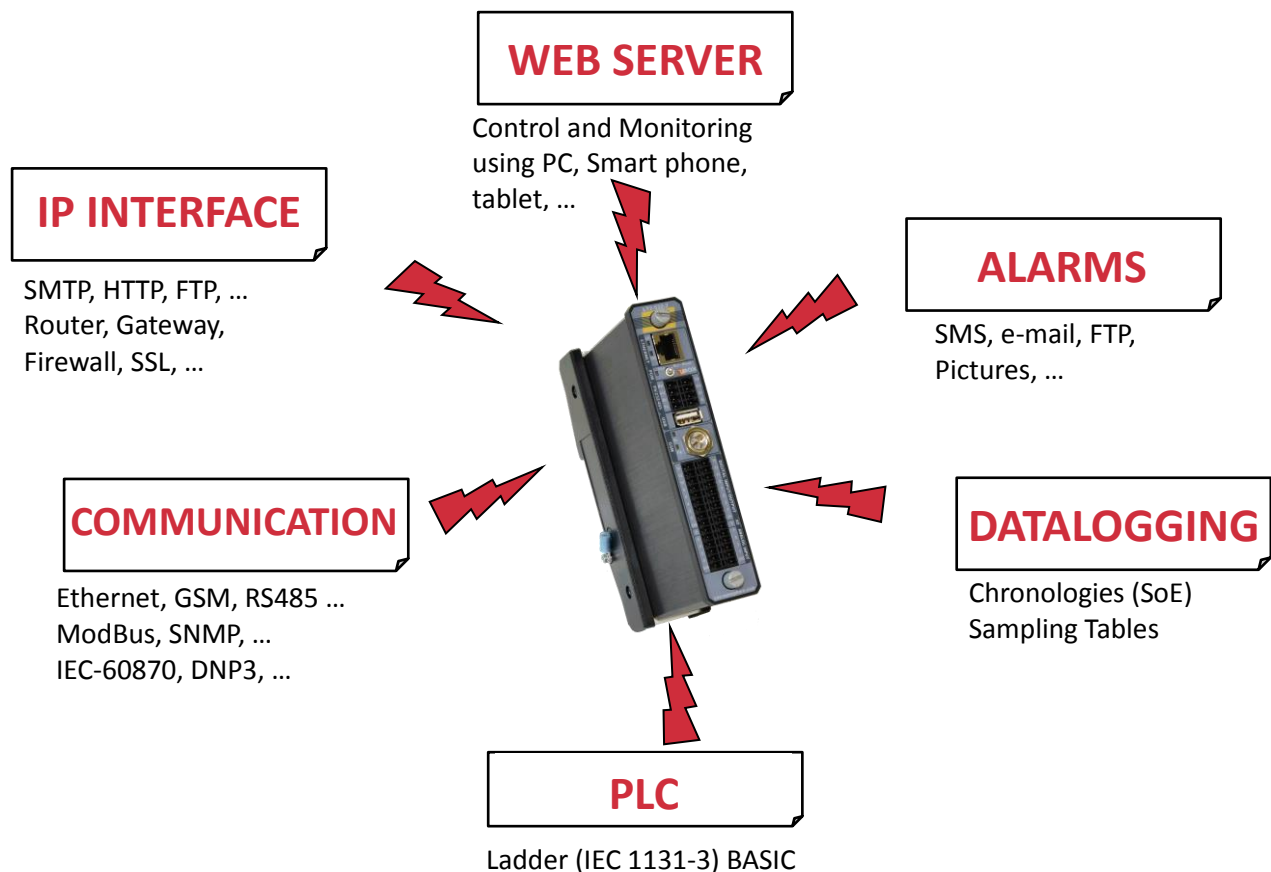 WEB SERVER
Control and Monitoring
using PC, Smart phone,
tablet, …
IP INTERFACE
SMTP, HTTP, FTP, …
Router, Gateway,
Firewall, SSL, …
ALARMS
SMS, e-mail, FTP,
Pictures, …
COMMUNICATION
Ethernet, GSM, RS485 …
ModBus, SNMP, …
IEC-60870, DNP3, …
DATALOGGING
Chronologies (SoE)
Sampling Tables
PLC
Ladder (IEC 1131-3) BASIC